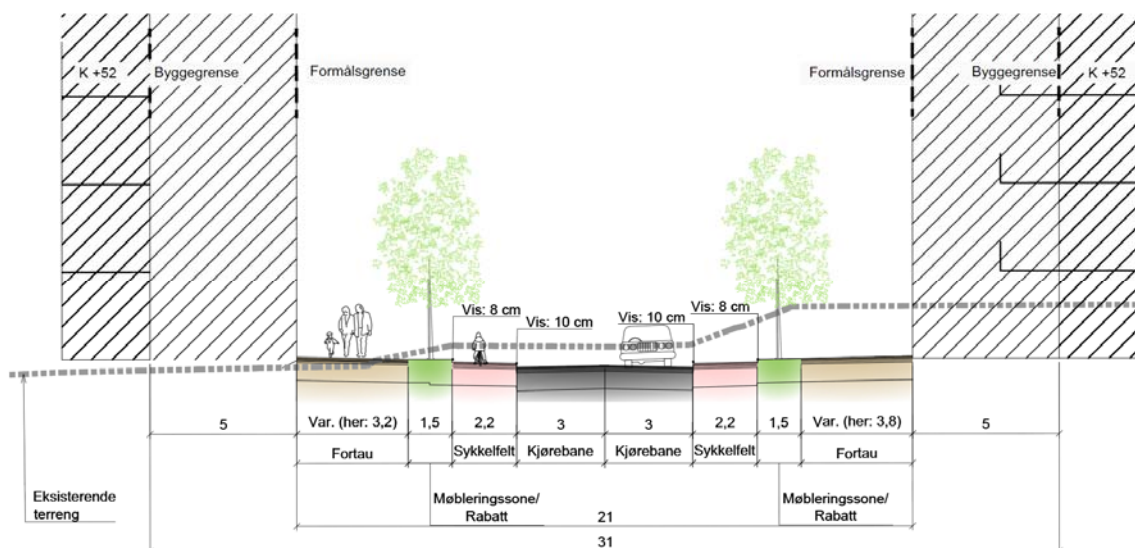 K +52
Byggegrense
Formålsgrense
Formålsgrense
Byggegrense
K +52
Vis: 8 cm
Vis: 10 cm
Vis: 10 cm
Vis: 8 cm
5
Var. (her: 3,2)
1,5
2,2
3
3
2,2
1,5
Var. (her: 3,8)
5
Fortau
Sykkelfelt
Kjørebane
Kjørebane
Sykkelfelt
Fortau
Eksisterende
terreng
Møbleringssone/
Rabatt
21
Møbleringssone/
Rabatt
31